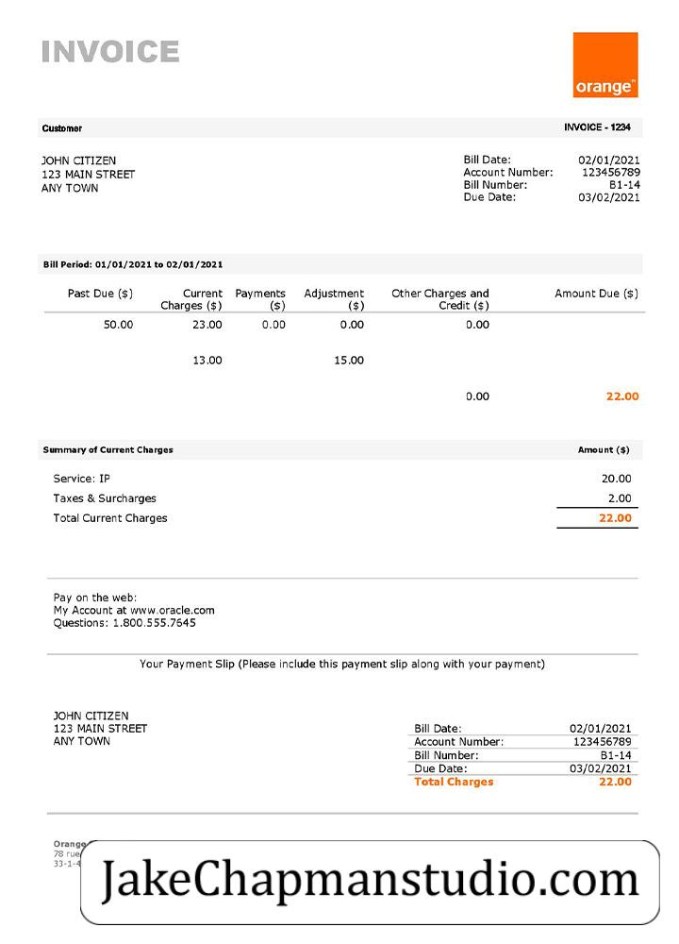 INVOICE
orange™
Customer INVOICE - 1234
JOHN CITIZEN
123 MAIN STREET
ANY TOWN
Bill Date: 02/01/2021
Account Number: 123456789
Bill Number: B1-14
Due Date: 03/02/2021
Bill Period: 01/01/2021 to 02/01/2021
Past Due ($) Current Charges ($) Payments ($) Adjustment ($) Other Charges and Credit ($) Amount Due ($)
50.00 23.00 0.00 0.00 0.00
13.00 15.00
0.00 22.00
Summary of Current Charges Amount ($)
Service: IP 20.00
Taxes & Surcharges 2.00
Total Current Charges 22.00
Pay on the web:
My Account at www.oracle.com
Questions: 1.800.555.7645
Your Payment Slip (Please include this payment slip along with your payment)
JOHN CITIZEN
123 MAIN STREET
ANY TOWN
Bill Date: 02/01/2021
Account Number: 123456789
Bill Number: B1-14
Due Date: 03/02/2021
Total Charges 22.00
Orange
78 rue
33-1-4
JakeChapmanstudio.com